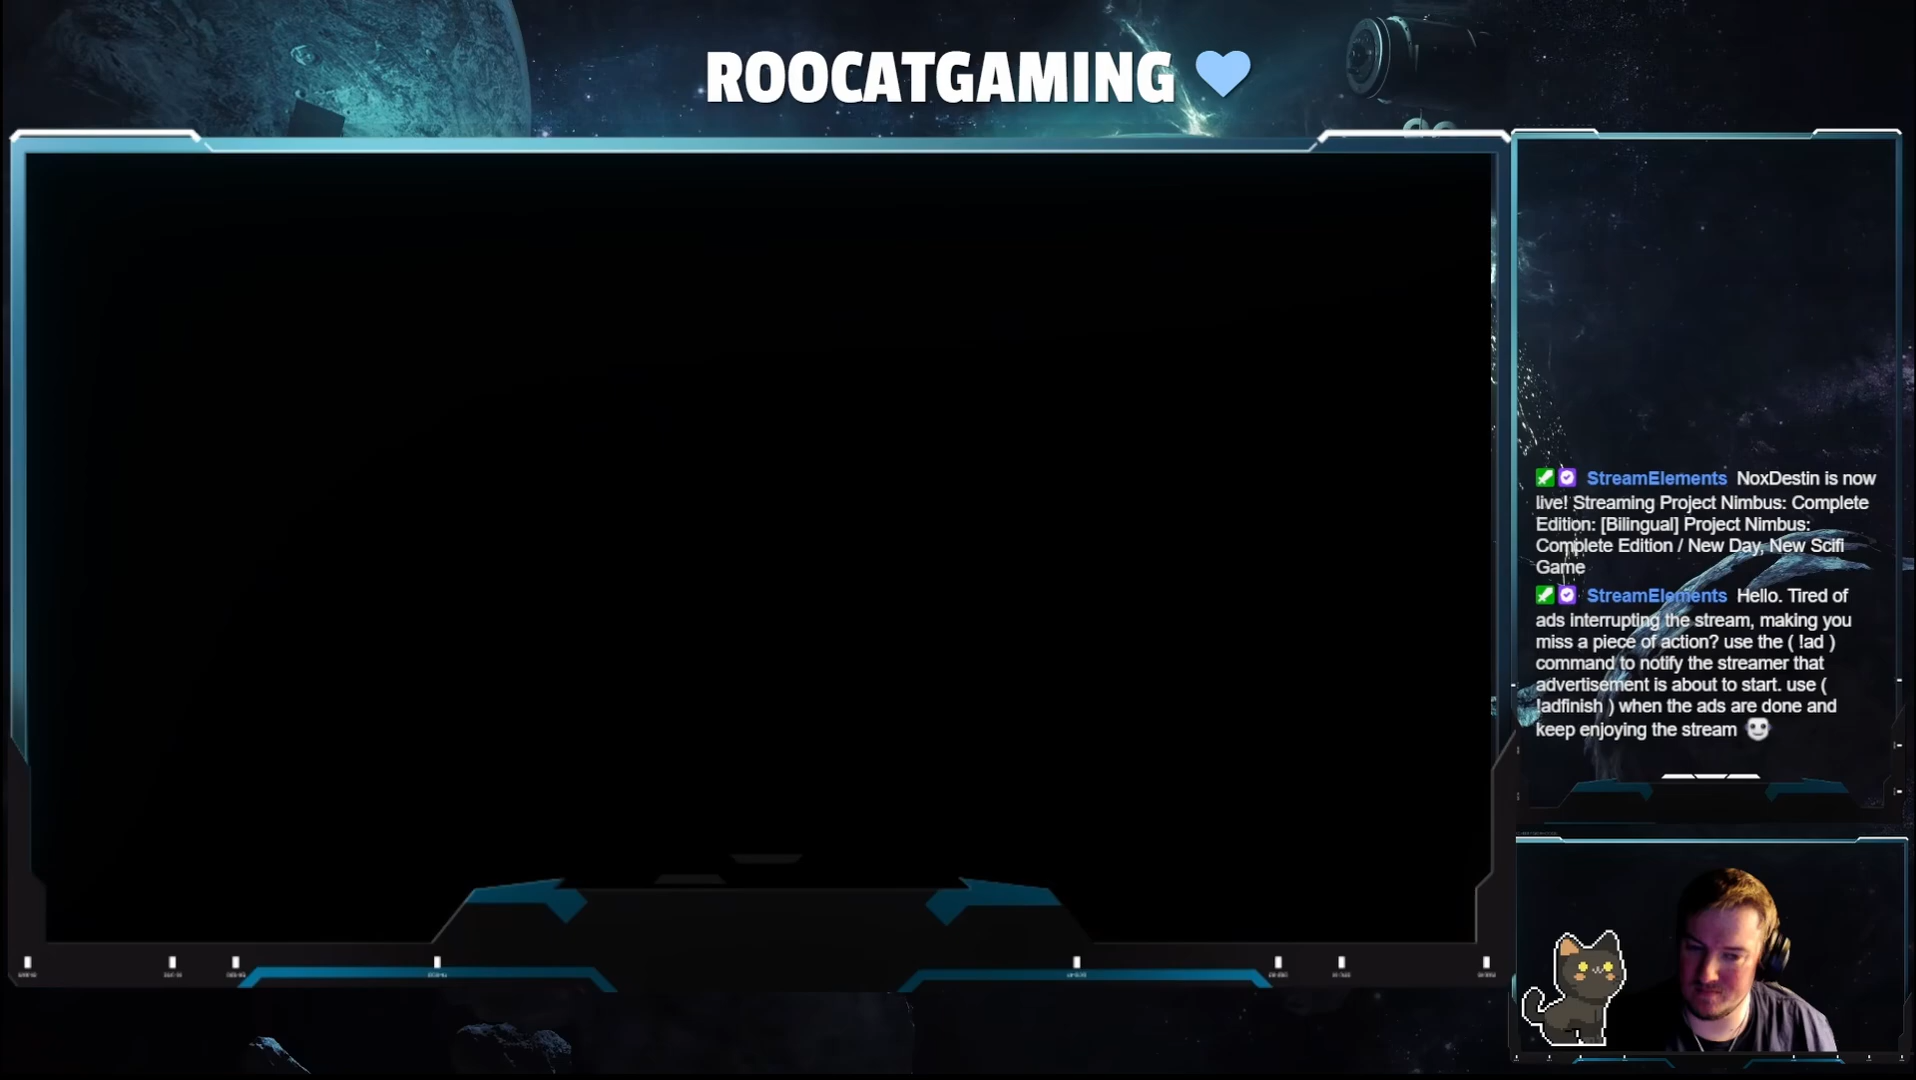 ROOCATGAMING
StreamElements NoxDestin is now
live! Streaming Project Nimbus: Complete
Edition: [Bilingual] Project Nimbus:
Complete Edition / New Day, New Scifi
Game
StreamElements Hello. Tired of
ads interrupting the stream, making you
miss a piece of action? use the ( !ad )
command to notify the streamer that
advertisement is about to start. use (
!adfinish ) when the ads are done and
keep enjoying the stream